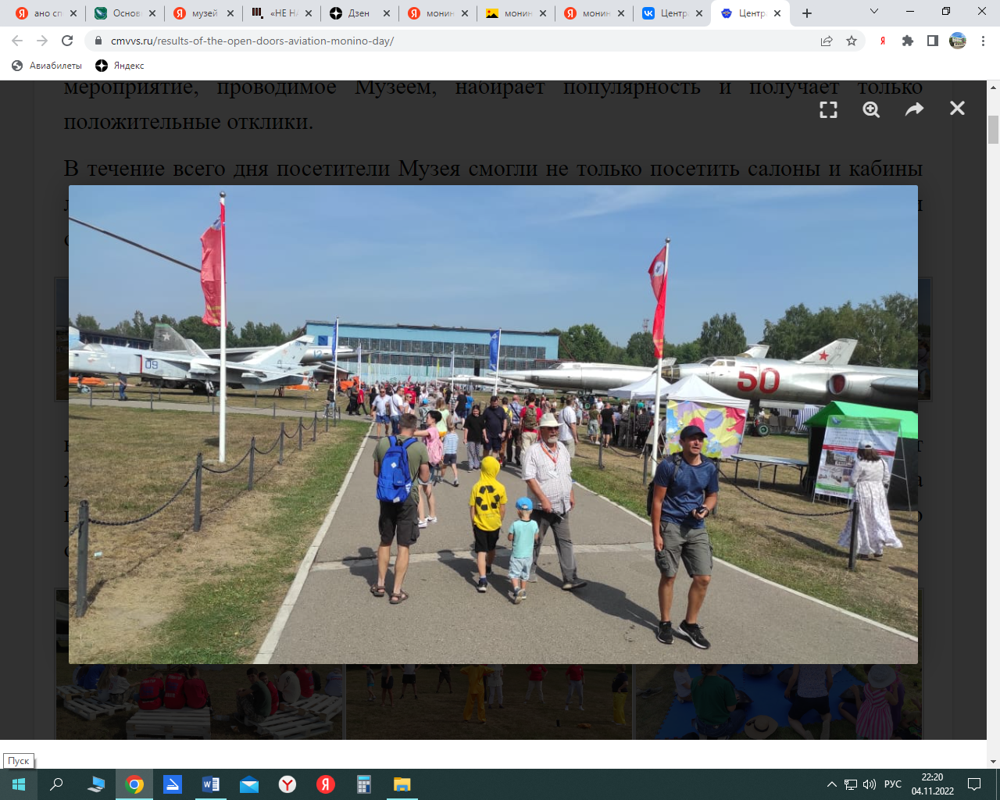 ано сп
Основ
музей
«НЕ НА
Дзен
монин
монин
монин
Центр
Центр
cmvvs.ru/results-of-the-open-doors-aviation-monino-day/
Авиабилеты
Яндекс
мероприятие, проводимое Музеем, набирает популярность и получает только
положительные отклики.
В течение всего дня посетители Музея смогли не только посетить салоны и кабины
09
50
Пуск
РУС
22:20
04.11.2022